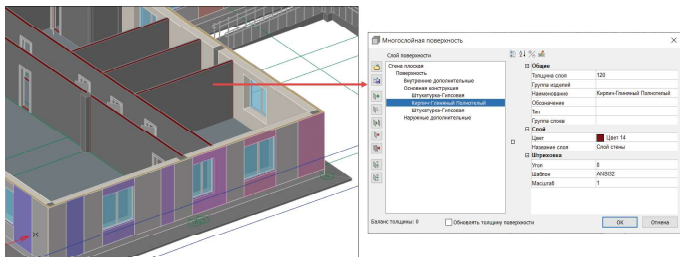 Многослойная поверхность
Слой поверхности
Стена плоская
Поверхность
Внутренние дополнительные
Основная конструкция
Штукатурка-Гипсовая
Кирпич-Глиняный Полнотелый
Штукатурка-Гипсовая
Наружные дополнительные
Общие
Толщина слоя 120
Группа изделий
Наименование Кирпич-Глиняный Полнотелый
Обозначение
Тип
Группа слоев
Слой
Цвет Цвет 14
Название слоя Слой стены
Штриховка
Угол 0
Шаблон ANSI32
Масштаб 1
Баланс толщины: 0
Обновлять толщину поверхности
ОК
Отмена